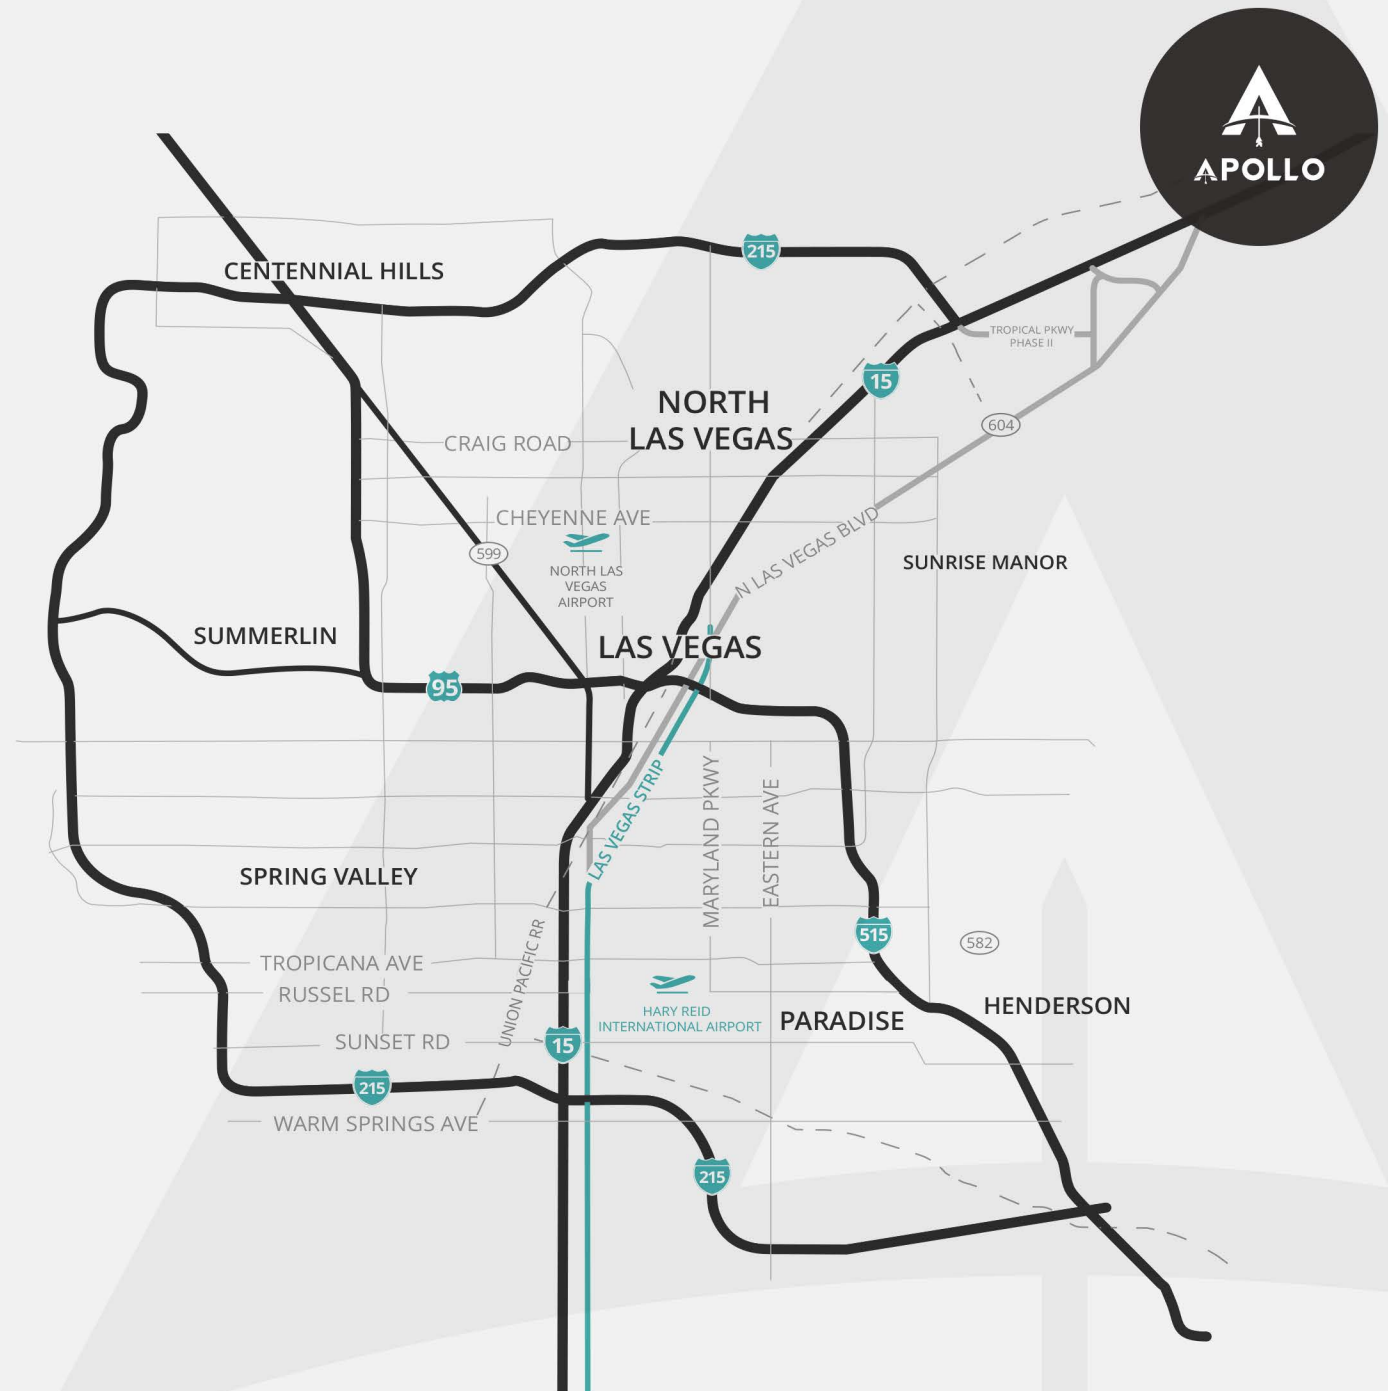 APOLLO
215
CENTENNIAL HILLS
TROPICAL PKWY
PHASE II
15
NORTH
LAS VEGAS
604
CRAIG ROAD
CHEYENNE AVE
N LAS VEGAS BLVD
599
SUNRISE MANOR
NORTH LAS
VEGAS
AIRPORT
SUMMERLIN
LAS VEGAS
95
LAS VEGAS STRIP
MARYLAND PKWY
EASTERN AVE
SPRING VALLEY
515
582
UNION PACIFIC RR
TROPICANA AVE
RUSSEL RD
HARY REID
INTERNATIONAL AIRPORT
PARADISE
HENDERSON
SUNSET RD
15
215
WARM SPRINGS AVE
215